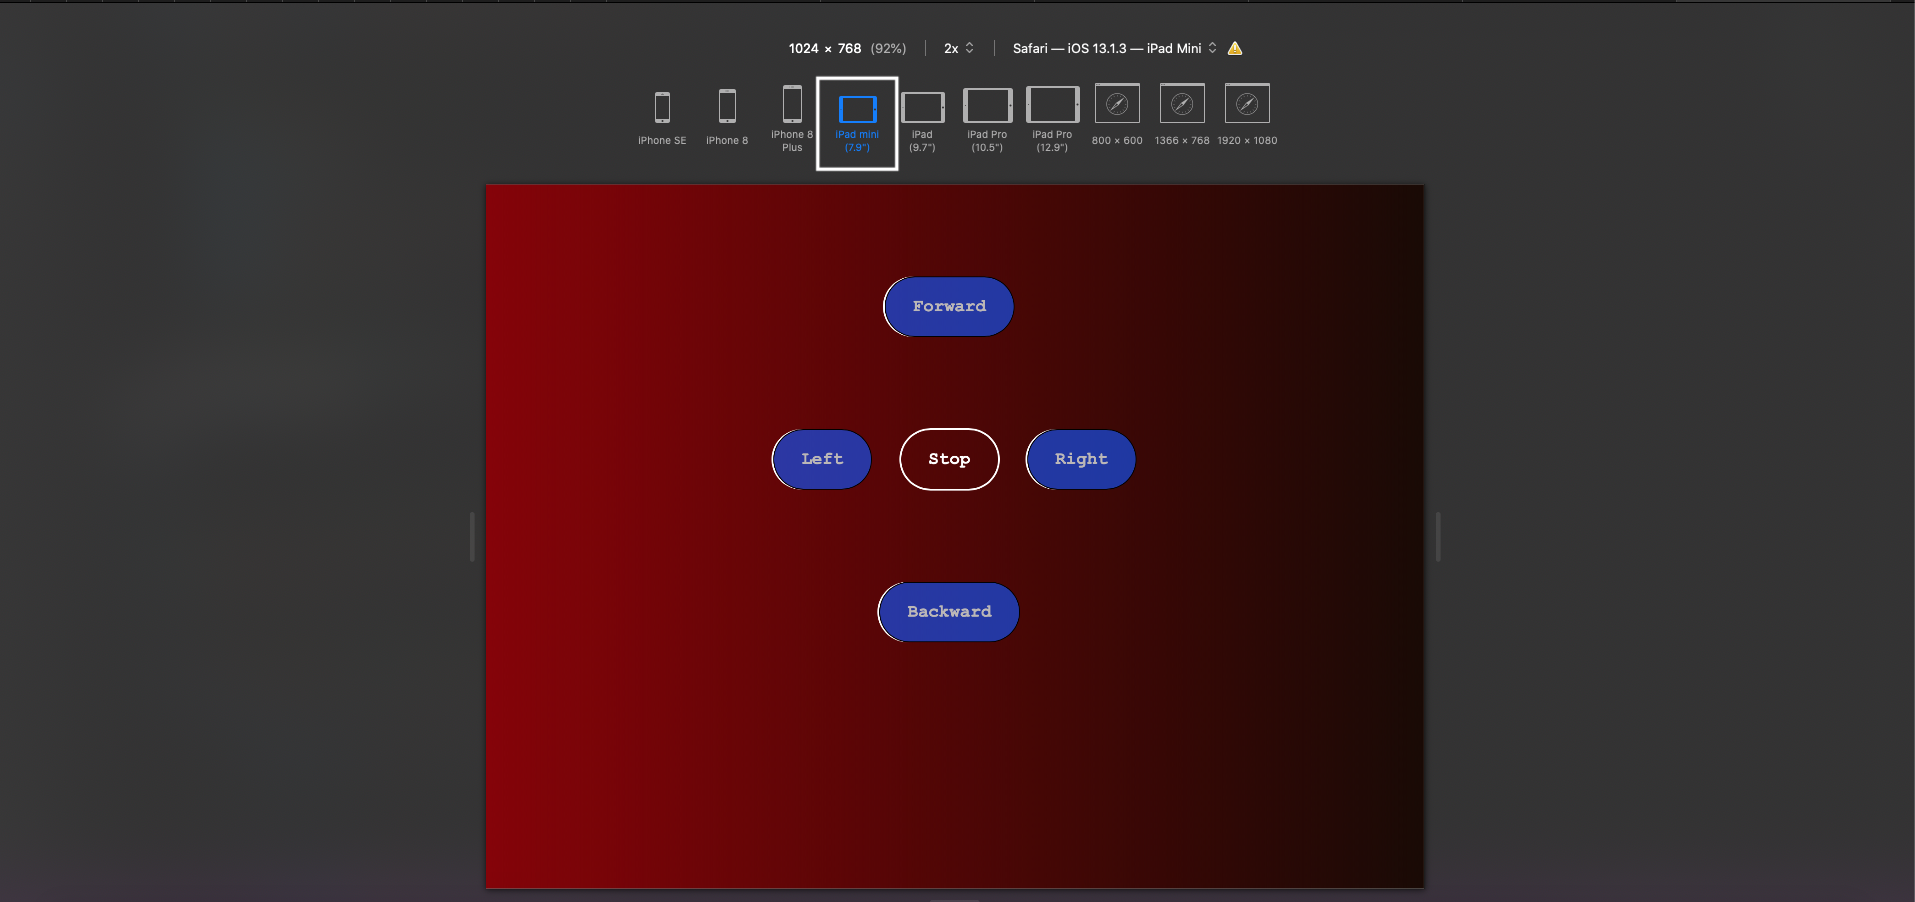 1024 × 768 (92%) 2x Safari — iOS 13.1.3 — iPad Mini
iPhone SE
iPhone 8
iPhone 8
Plus
iPad mini
(7.9")
iPad
(9.7")
iPad Pro
(10.5")
iPad Pro
(12.9")
800 × 600
1366 × 768
1920 × 1080
Forward
Left
Stop
Right
Backward